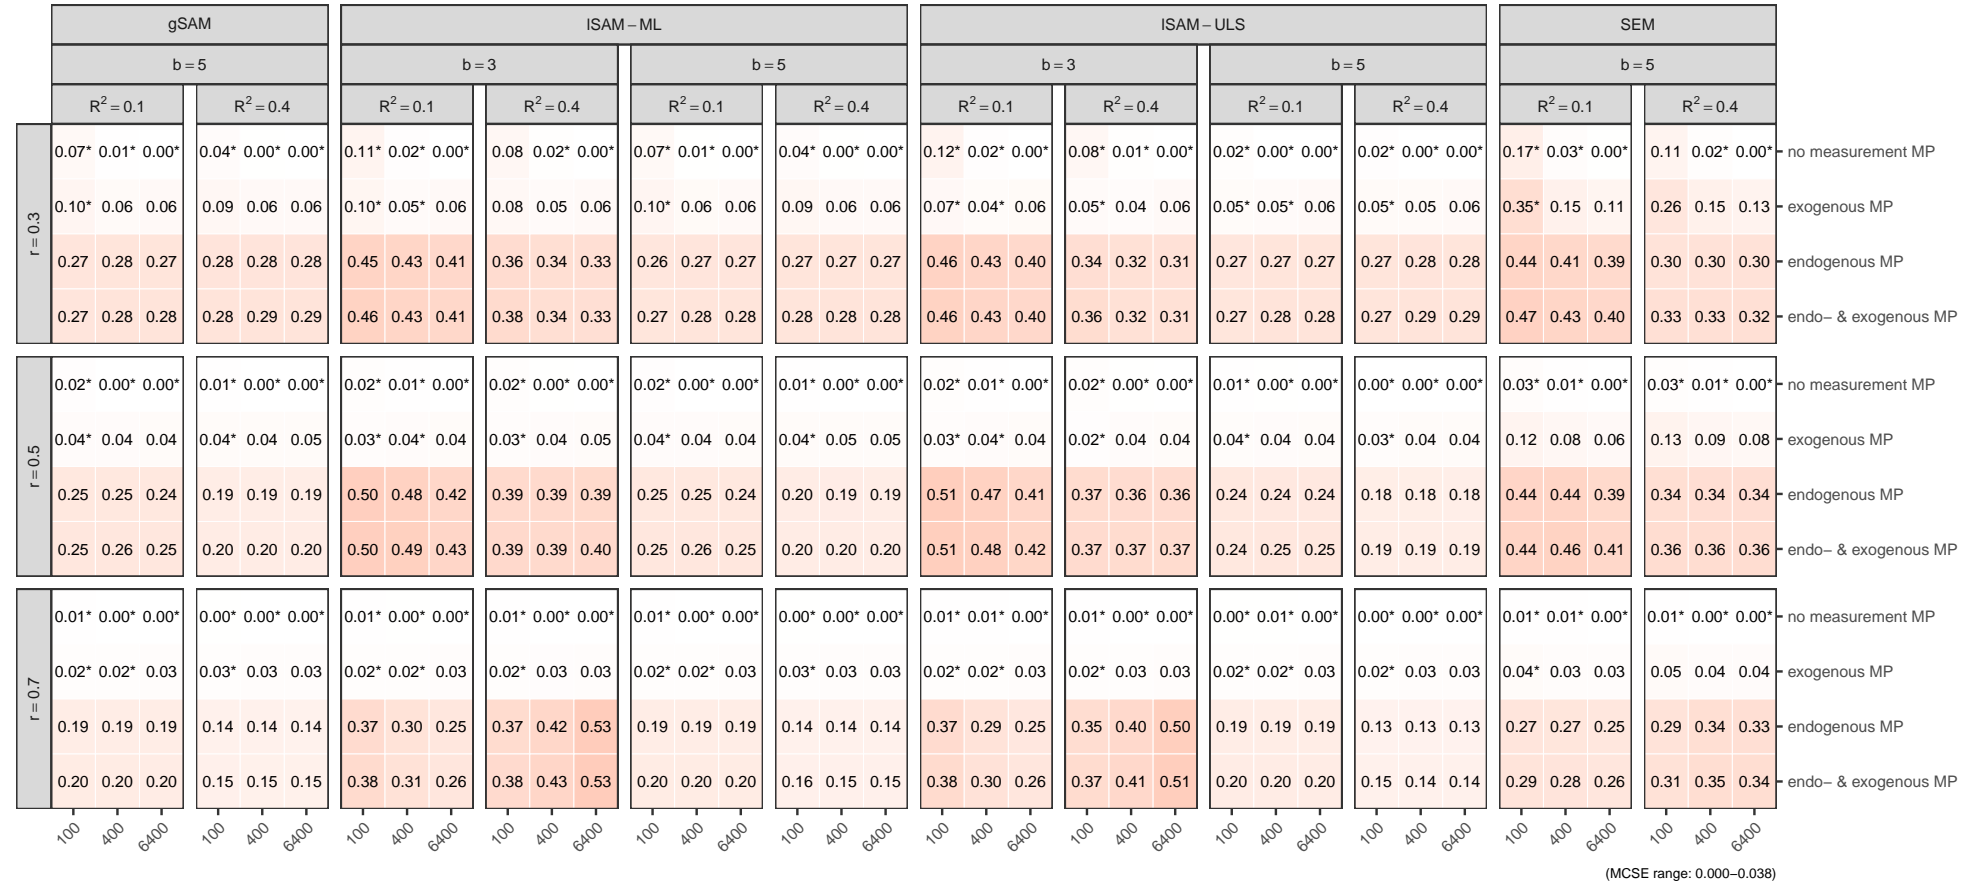 gSAM ISAM – ML ISAM – ULS SEM
b = 5 b = 3 b = 5 b = 3 b = 5 b = 5
R² = 0.1 R² = 0.4 R² = 0.1 R² = 0.4 R² = 0.1 R² = 0.4 R² = 0.1 R² = 0.4 R² = 0.1 R² = 0.4 R² = 0.1 R² = 0.4
r = 0.3
0.07* 0.01* 0.00* 0.04* 0.00* 0.00* 0.11* 0.02* 0.00* 0.08 0.02* 0.00* 0.07* 0.01* 0.00* 0.04* 0.00* 0.00* 0.12* 0.02* 0.00* 0.08* 0.01* 0.00* 0.02* 0.00* 0.00* 0.02* 0.00* 0.00* 0.17* 0.03* 0.00* 0.11 0.02* 0.00* no measurement MP
0.10* 0.06 0.06 0.09 0.06 0.06 0.10* 0.05* 0.06 0.08 0.05 0.06 0.10* 0.06 0.06 0.09 0.06 0.06 0.07* 0.04* 0.06 0.05* 0.04 0.06 0.05* 0.05* 0.06 0.05* 0.05 0.06 0.35* 0.15 0.11 0.26 0.15 0.13 exogenous MP
0.27 0.28 0.27 0.28 0.28 0.28 0.45 0.43 0.41 0.36 0.34 0.33 0.26 0.27 0.27 0.27 0.27 0.27 0.46 0.43 0.40 0.34 0.32 0.31 0.27 0.27 0.27 0.27 0.28 0.28 0.44 0.41 0.39 0.30 0.30 0.30 endogenous MP
0.27 0.28 0.28 0.28 0.29 0.29 0.46 0.43 0.41 0.38 0.34 0.33 0.27 0.28 0.28 0.28 0.28 0.28 0.46 0.43 0.40 0.36 0.32 0.31 0.27 0.28 0.28 0.27 0.29 0.29 0.47 0.43 0.40 0.33 0.33 0.32 endo− & exogenous MP
r = 0.5
0.02* 0.00* 0.00* 0.01* 0.00* 0.00* 0.02* 0.01* 0.00* 0.02* 0.00* 0.00* 0.02* 0.00* 0.00* 0.01* 0.00* 0.00* 0.02* 0.01* 0.00* 0.02* 0.00* 0.00* 0.01* 0.00* 0.00* 0.00* 0.00* 0.00* 0.03* 0.01* 0.00* 0.03* 0.01* 0.00* no measurement MP
0.04* 0.04 0.04 0.04* 0.04 0.05 0.03* 0.04* 0.04 0.03* 0.04 0.05 0.04* 0.04 0.04 0.04* 0.05 0.05 0.03* 0.04* 0.04 0.02* 0.04 0.04 0.04* 0.04 0.04 0.03* 0.04 0.04 0.12 0.08 0.06 0.13 0.09 0.08 exogenous MP
0.25 0.25 0.24 0.19 0.19 0.19 0.50 0.48 0.42 0.39 0.39 0.39 0.25 0.25 0.24 0.20 0.19 0.19 0.51 0.47 0.41 0.37 0.36 0.36 0.24 0.24 0.24 0.18 0.18 0.18 0.44 0.44 0.39 0.34 0.34 0.34 endogenous MP
0.25 0.26 0.25 0.20 0.20 0.20 0.50 0.49 0.43 0.39 0.39 0.40 0.25 0.26 0.25 0.20 0.20 0.20 0.51 0.48 0.42 0.37 0.37 0.37 0.24 0.25 0.25 0.19 0.19 0.19 0.44 0.46 0.41 0.36 0.36 0.36 endo− & exogenous MP
r = 0.7
0.01* 0.00* 0.00* 0.00* 0.00* 0.00* 0.01* 0.00* 0.00* 0.01* 0.00* 0.00* 0.01* 0.00* 0.00* 0.00* 0.00* 0.00* 0.01* 0.01* 0.00* 0.01* 0.00* 0.00* 0.00* 0.01* 0.00* 0.00* 0.00* 0.00* 0.01* 0.01* 0.00* 0.01* 0.00* 0.00* no measurement MP
0.02* 0.02* 0.03 0.03* 0.03 0.03 0.02* 0.02* 0.03 0.02* 0.03 0.03 0.02* 0.02* 0.03 0.03* 0.03 0.03 0.02* 0.02* 0.03 0.02* 0.03 0.03 0.02* 0.02* 0.03 0.02* 0.03 0.03 0.04* 0.03 0.03 0.05 0.04 0.04 exogenous MP
0.19 0.19 0.19 0.14 0.14 0.14 0.37 0.30 0.25 0.37 0.42 0.53 0.19 0.19 0.19 0.14 0.14 0.14 0.37 0.29 0.25 0.35 0.40 0.50 0.19 0.19 0.19 0.13 0.13 0.13 0.27 0.27 0.25 0.29 0.34 0.33 endogenous MP
0.20 0.20 0.20 0.15 0.15 0.15 0.38 0.31 0.26 0.38 0.43 0.53 0.20 0.20 0.20 0.16 0.15 0.15 0.38 0.30 0.26 0.37 0.41 0.51 0.20 0.20 0.20 0.15 0.14 0.14 0.29 0.28 0.26 0.31 0.35 0.34 endo− & exogenous MP
100 400 6400 100 400 6400 100 400 6400 100 400 6400 100 400 6400 100 400 6400 100 400 6400 100 400 6400 100 400 6400 100 400 6400 100 400 6400 100 400 6400
(MCSE range: 0.000−0.038)